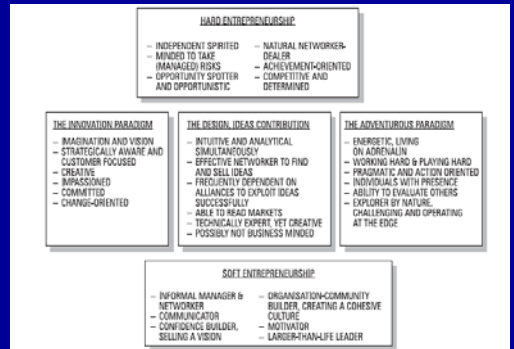 HARD ENTREPRENEURSHIP
– INDEPENDENT SPIRITED
– MINDED TO TAKE
(MANAGED) RISKS
– OPPORTUNITY SPOTTER
AND OPPORTUNISTIC
– NATURAL NETWORKER-
DEALER
– ACHIEVEMENT-ORIENTED
– COMPETITIVE AND
DETERMINED
THE INNOVATION PARADIGM
– IMAGINATION AND VISION
– STRATEGICALLY AWARE AND
CUSTOMER FOCUSED
– CREATIVE
– IMPASSIONED
– COMMITTED
– CHANGE-ORIENTED
THE DESIGN, IDEAS CONTRIBUTION
– INTUITIVE AND ANALYTICAL
SIMULTANEOUSLY
– EFFECTIVE NETWORKER TO FIND
AND SELL IDEAS
– FREQUENTLY DEPENDENT ON
ALLIANCES TO EXPLOIT IDEAS
SUCCESSFULLY
– ABLE TO READ MARKETS
– TECHNICALLY EXPERT, YET CREATIVE
– POSSIBLY NOT BUSINESS MINDED
THE ADVENTUROUS PARADIGM
– ENERGETIC, LIVING
ON ADRENALIN
– WORKING HARD & PLAYING HARD
– PRAGMATIC AND ACTION ORIENTED
– INDIVIDUALS WITH PRESENCE
– ABILITY TO EVALUATE OTHERS
– EXPLORER BY NATURE,
CHALLENGING AND OPERATING
AT THE EDGE
SOFT ENTREPRENEURSHIP
– INFORMAL MANAGER &
NETWORKER
– COMMUNICATOR
– CONFIDENCE BUILDER,
SELLING A VISION
– ORGANISATION-COMMUNITY
BUILDER, CREATING A COHESIVE
CULTURE
– MOTIVATOR
– LARGER-THAN-LIFE LEADER